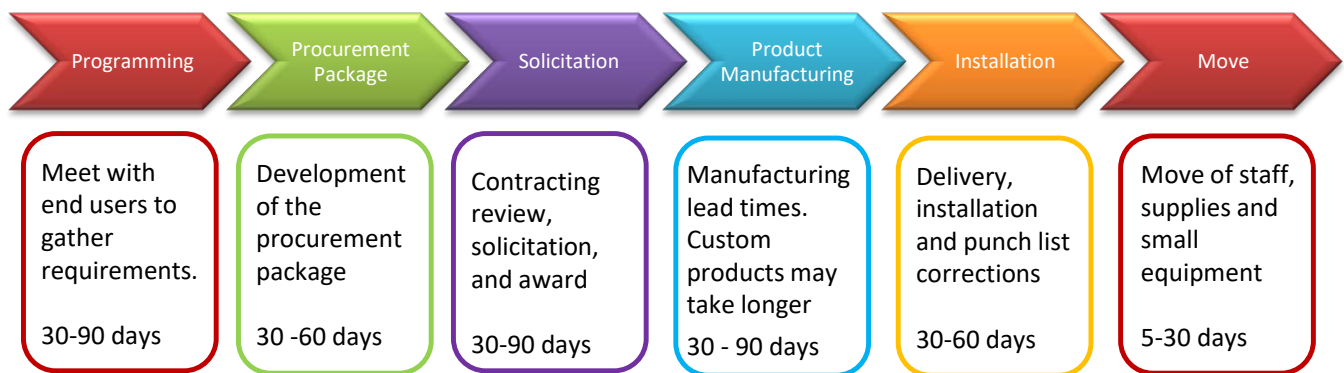 Programming
Procurement
Package
Solicitation
Product
Manufacturing
Installation
Move
Meet with
end users to
gather
requirements.
30-90 days
Development
of the
procurement
package
30 -60 days
Contracting
review,
solicitation,
and award
30-90 days
Manufacturing
lead times.
Custom
products may
take longer
30 - 90 days
Delivery,
installation
and punch list
corrections
30-60 days
Move of staff,
supplies and
small
equipment
5-30 days